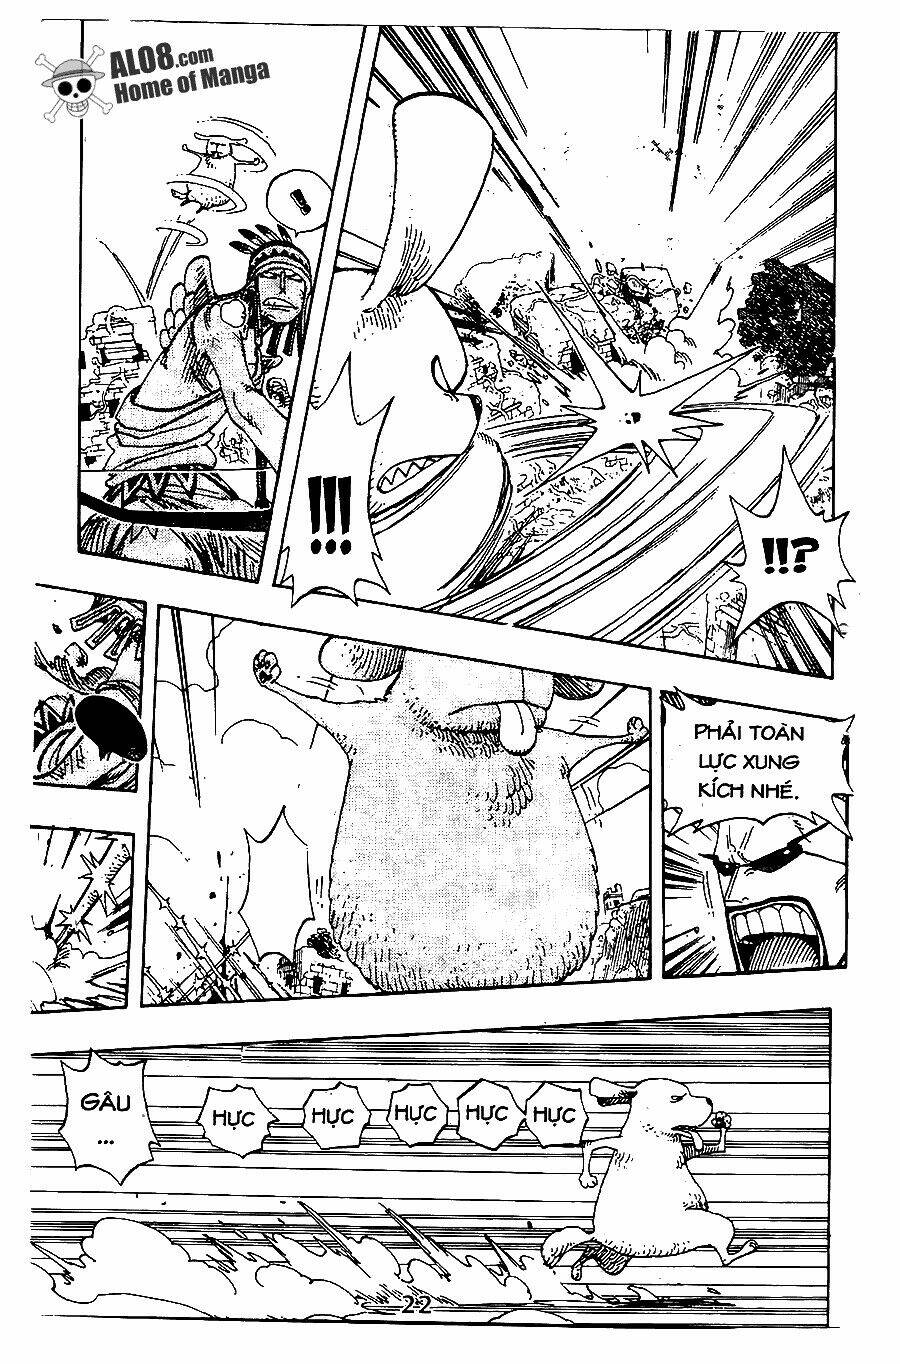 AL08.com
Home of Manga
!!
!!!
!!?
PHẢI TOÀN
LỰC XUNG
KÍCH NHÉ.
GÂU
...
HỰC
HỰC
HỰC
HỰC
HỰC
22